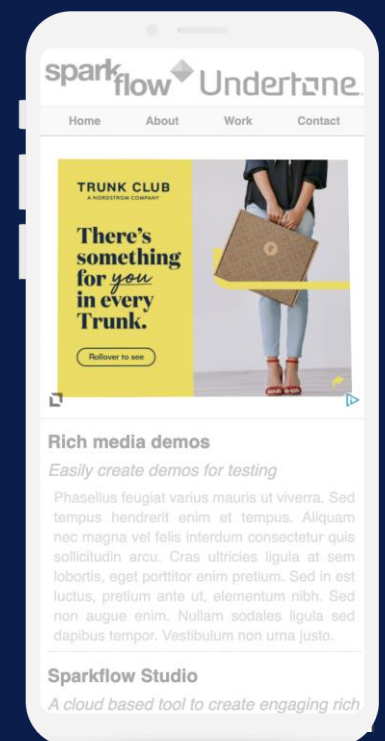 sparkflow Undertone.
Home About Work Contact
TRUNK CLUB
A NORDSTROM COMPANY
There's
something
for you
in every
Trunk.
Rollover to see
Rich media demos
Easily create demos for testing
Phasellus feugiat varius mauris ut viverra. Sed
tempus hendrerit enim et tempus. Aliquam
nec magna vel felis interdum consectetur quis
sollicitudin arcu. Cras ultricies ligula at sem
lobortis, eget porttitor enim pretium. Sed in est
luctus, pretium ante ut, elementum nibh. Sed
non augue enim. Nullam sodales ligula sed
dapibus tempor. Vestibulum non urna justo.
Sparkflow Studio
A cloud based tool to create engaging rich